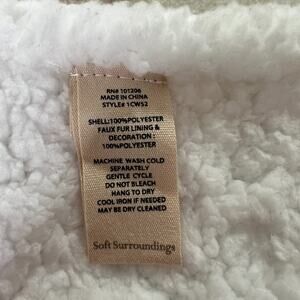 RN# 101206
MADE IN CHINA
STYLE# 1CW52
SHELL:100%POLYESTER
FAUX FUR LINING &
DECORATION
: 100%POLYESTER
MACHINE WASH COLD
SEPARATELY
GENTLE CYCLE
DO NOT BLEACH
HANG TO DRY
COOL IRON IF NEEDED
MAY BE DRY CLEANED
Soft Surroundings